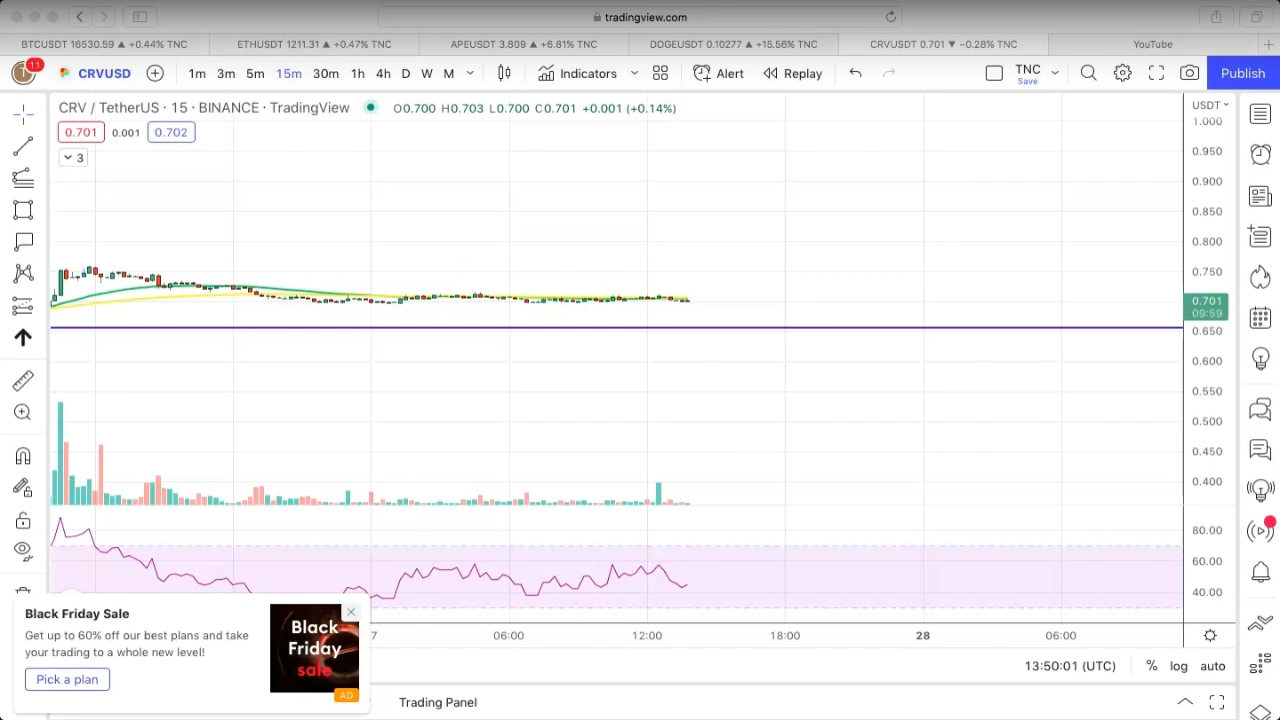 tradingview.com
BTCUSDT 16530.59 ▲ +0.44% TNC
ETHUSDT 1211.31 ▲ +0.47% TNC
APEUSDT 3.809 ▲ +6.81% TNC
DOGEUSDT 0.10277 ▲ +15.56% TNC
CRVUSDT 0.701 ▼ −0.28% TNC
YouTube
11
CRVUSD
1m 3m 5m 15m 30m 1h 4h D W M
Indicators
Alert
Replay
TNC
Save
Publish
CRV / TetherUS · 15 · BINANCE · TradingView
O0.700 H0.703 L0.700 C0.701 +0.001 (+0.14%)
USDT
0.701 0.001 0.702
3
1.000
0.950
0.900
0.850
0.800
0.750
0.701
09:59
0.650
0.600
0.550
0.500
0.450
0.400
80.00
60.00
40.00
7 06:00 12:00 18:00 28 06:00
Black Friday Sale
Get up to 60% off our best plans and take
your trading to a whole new level!
Pick a plan
Black
Friday
sale
AD
13:50:01 (UTC) % log auto
Trading Panel